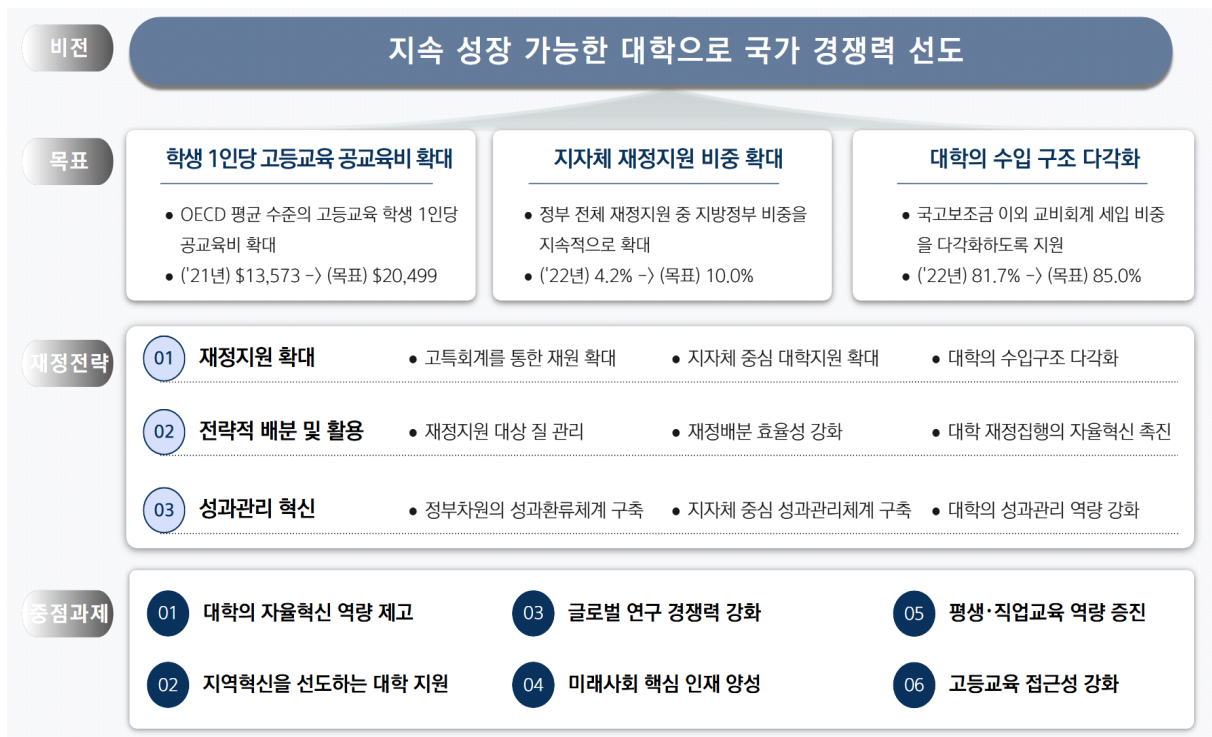 비전
지속 성장 가능한 대학으로 국가 경쟁력 선도
목표
학생 1인당 고등교육 공교육비 확대
● OECD 평균 수준의 고등교육 학생 1인당
공교육비 확대
● ('21년) $13,573 -> (목표) $20,499
지자체 재정지원 비중 확대
● 정부 전체 재정지원 중 지방정부 비중을
지속적으로 확대
● ('22년) 4.2% -> (목표) 10.0%
대학의 수입 구조 다각화
● 국고보조금 이외 교비회계 세입 비중
을 다각화하도록 지원
● ('22년) 81.7% -> (목표) 85.0%
재정전략
01 재정지원 확대 ● 고특회계를 통한 재원 확대 ● 지자체 중심 대학지원 확대 ● 대학의 수입구조 다각화
02 전략적 배분 및 활용 ● 재정지원 대상 질 관리 ● 재정배분 효율성 강화 ● 대학 재정집행의 자율혁신 촉진
03 성과관리 혁신 ● 정부차원의 성과환류체계 구축 ● 지자체 중심 성과관리체계 구축 ● 대학의 성과관리 역량 강화
중점과제
01 대학의 자율혁신 역량 제고
02 지역혁신을 선도하는 대학 지원
03 글로벌 연구 경쟁력 강화
04 미래사회 핵심 인재 양성
05 평생·직업교육 역량 증진
06 고등교육 접근성 강화